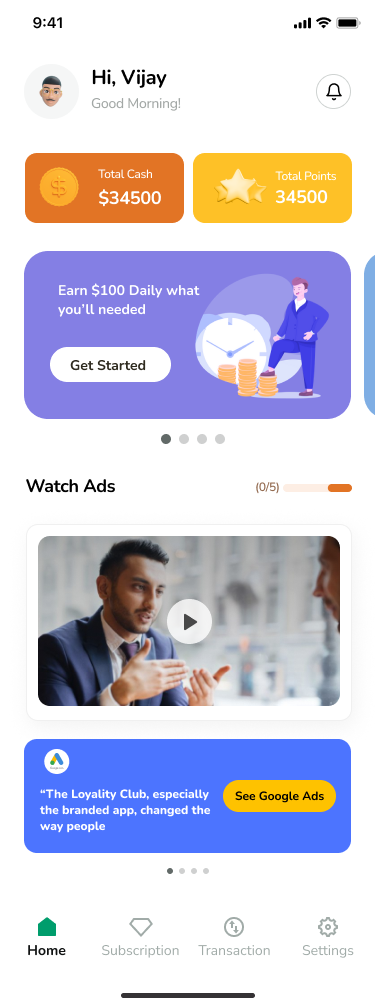 9:41
Hi, Vijay
Good Morning!
Total Cash
$34500
Total Points
34500
Earn $100 Daily what
you'll needed
Get Started
Watch Ads
(0/5)
“The Loyality Club, especially
the branded app, changed the
way people
See Google Ads
Home
Subscription
Transaction
Settings